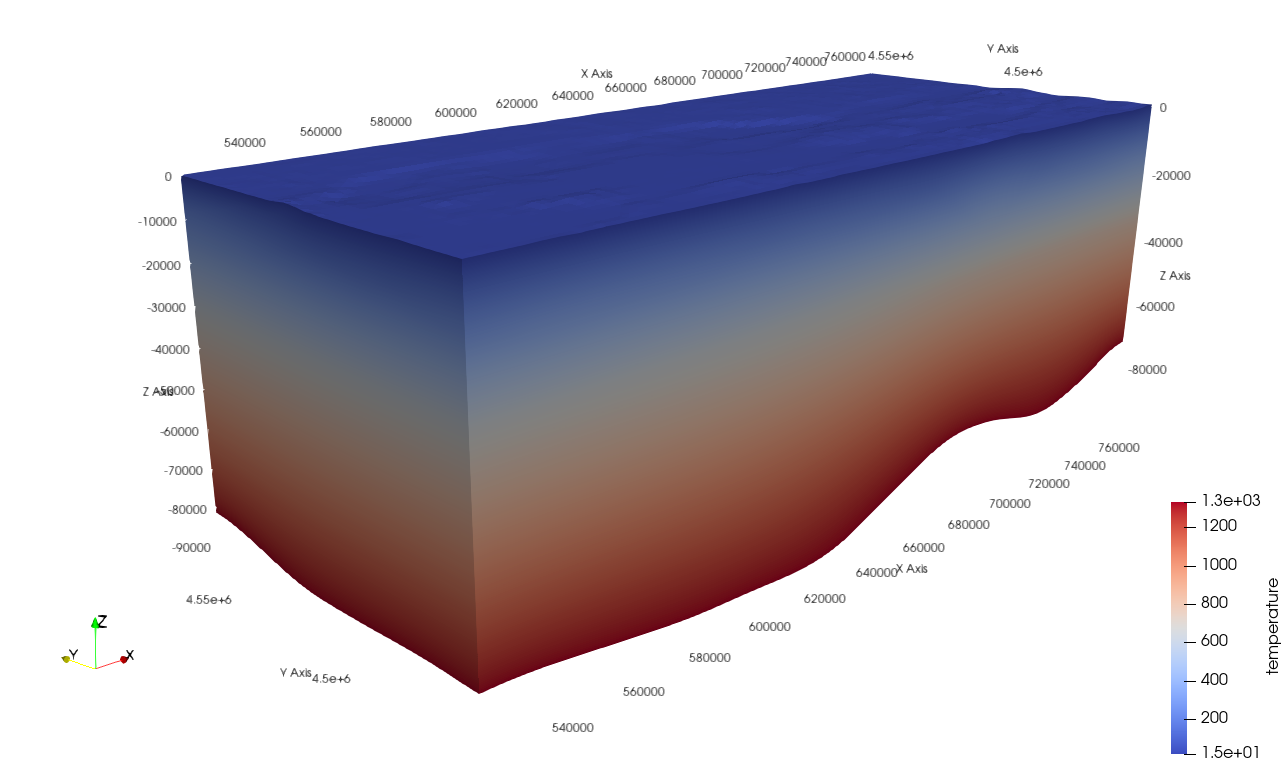 Y Axis
X Axis
740000
760000
4.55e+6
720000
700000
4.5e+6
680000
660000
640000
620000
0
600000
580000
560000
540000
0
-20000
-10000
-40000
-20000
Z Axis
-30000
-60000
-40000
-80000
Z Axis
-50000
-60000
760000
740000
-70000
720000
1.3e+03
700000
-80000
680000
1200
-90000
660000
1000
X Axis
640000
4.55e+6
620000
800
600000
600
Z
Y
X
580000
temperature
Y Axis
4.5e+6
400
560000
200
540000
1.5e+01